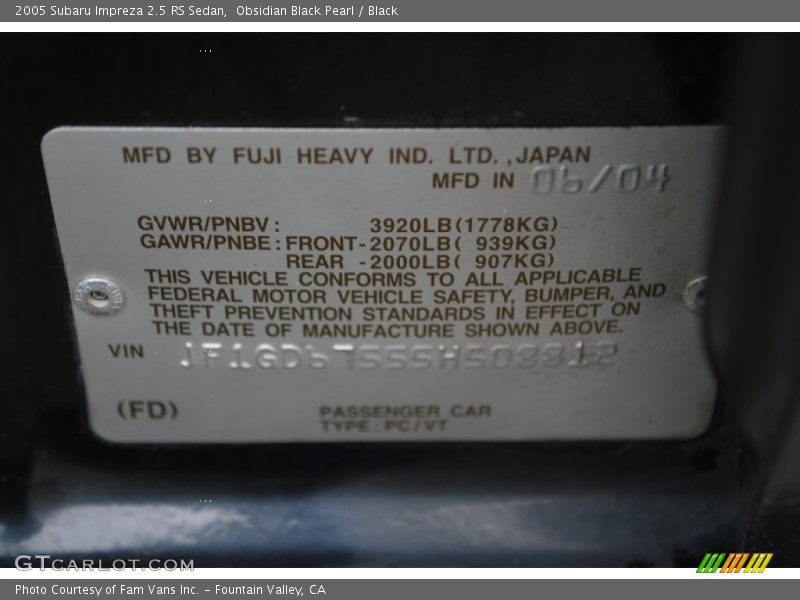 2005 Subaru Impreza 2.5 RS Sedan, Obsidian Black Pearl / Black
MFD BY FUJI HEAVY IND. LTD.,JAPAN
MFD IN 06/04
GVWR/PNBV: 3920LB(1778KG)
GAWR/PNBE: FRONT-2070LB( 939KG)
REAR -2000LB( 907KG)
THIS VEHICLE CONFORMS TO ALL APPLICABLE
FEDERAL MOTOR VEHICLE SAFETY, BUMPER, AND
THEFT PREVENTION STANDARDS IN EFFECT ON
THE DATE OF MANUFACTURE SHOWN ABOVE.
VIN JF1GD67555H508812
(FD) PASSENGER CAR
TYPE:PC/VT
GTCARLOT.COM
Photo Courtesy of Fam Vans Inc. - Fountain Valley, CA